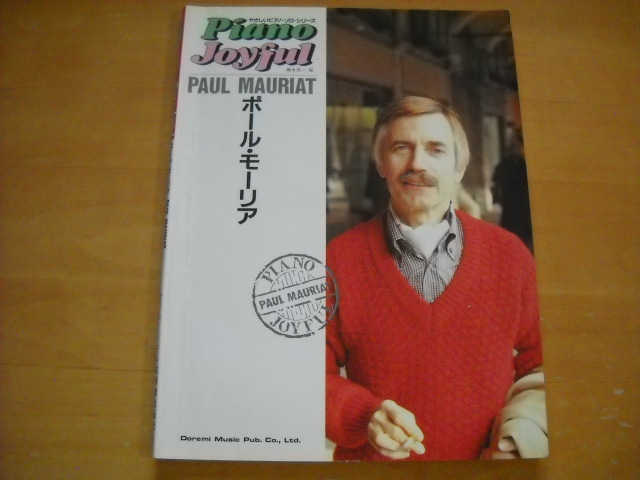 やさしいピアノ・ソロ・シリーズ
Piano
Joyful
PAUL MAURIAT
ポール・モーリア
PIANO
PAUL MAURIAT
JOYFUL
Doremi Music Pub. Co., Ltd.